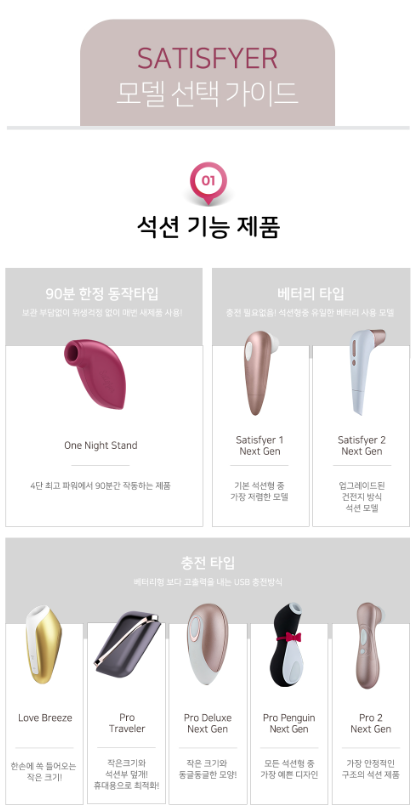 SATISFYER
모델 선택 가이드
01
석션 기능 제품
90분 한정 동작타입
보관 부담없이 위생걱정 없이 매번 새제품 사용!
배터리 타입
충전 필요없음! 석션형중 유일한 배터리 사용 모델
One Night Stand
4단 최고 파워에서 90분간 작동하는 제품
Satisfyer 1
Next Gen
기본 석션형 중
가장 저렴한 모델
Satisfyer 2
Next Gen
업그레이드된
건전지 방식
석션 모델
충전 타입
베터리형 보다 고출력을 내는 USB 충전방식
Love Breeze
한손에 쏙 들어오는
작은 크기!
Pro
Traveler
작은크기와
석션부 덮개!
휴대용으로 최적화!
Pro Deluxe
Next Gen
작은 크기와
동글동글한 모양!
Pro Penguin
Next Gen
모든 석션형 중
가장 예쁜 디자인
Pro 2
Next Gen
가장 안정적인
구조의 석션 제품